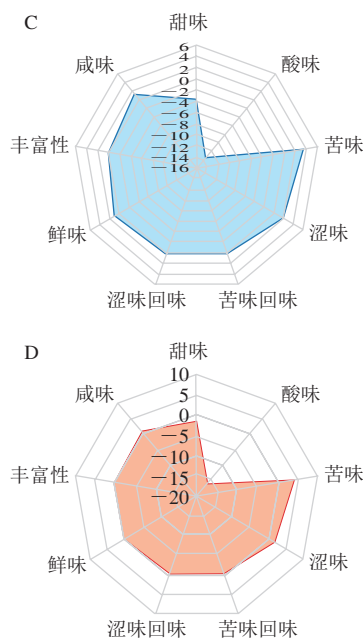 C
甜味
酸味
苦味
涩味
苦味回味
涩味回味
鲜味
丰富性
咸味
6
4
2
0
—2
—4
—6
—8
—10
—12
—14
—16
D
甜味
酸味
苦味
涩味
苦味回味
涩味回味
鲜味
丰富性
咸味
10
5
0
—5
—10
—15
—20